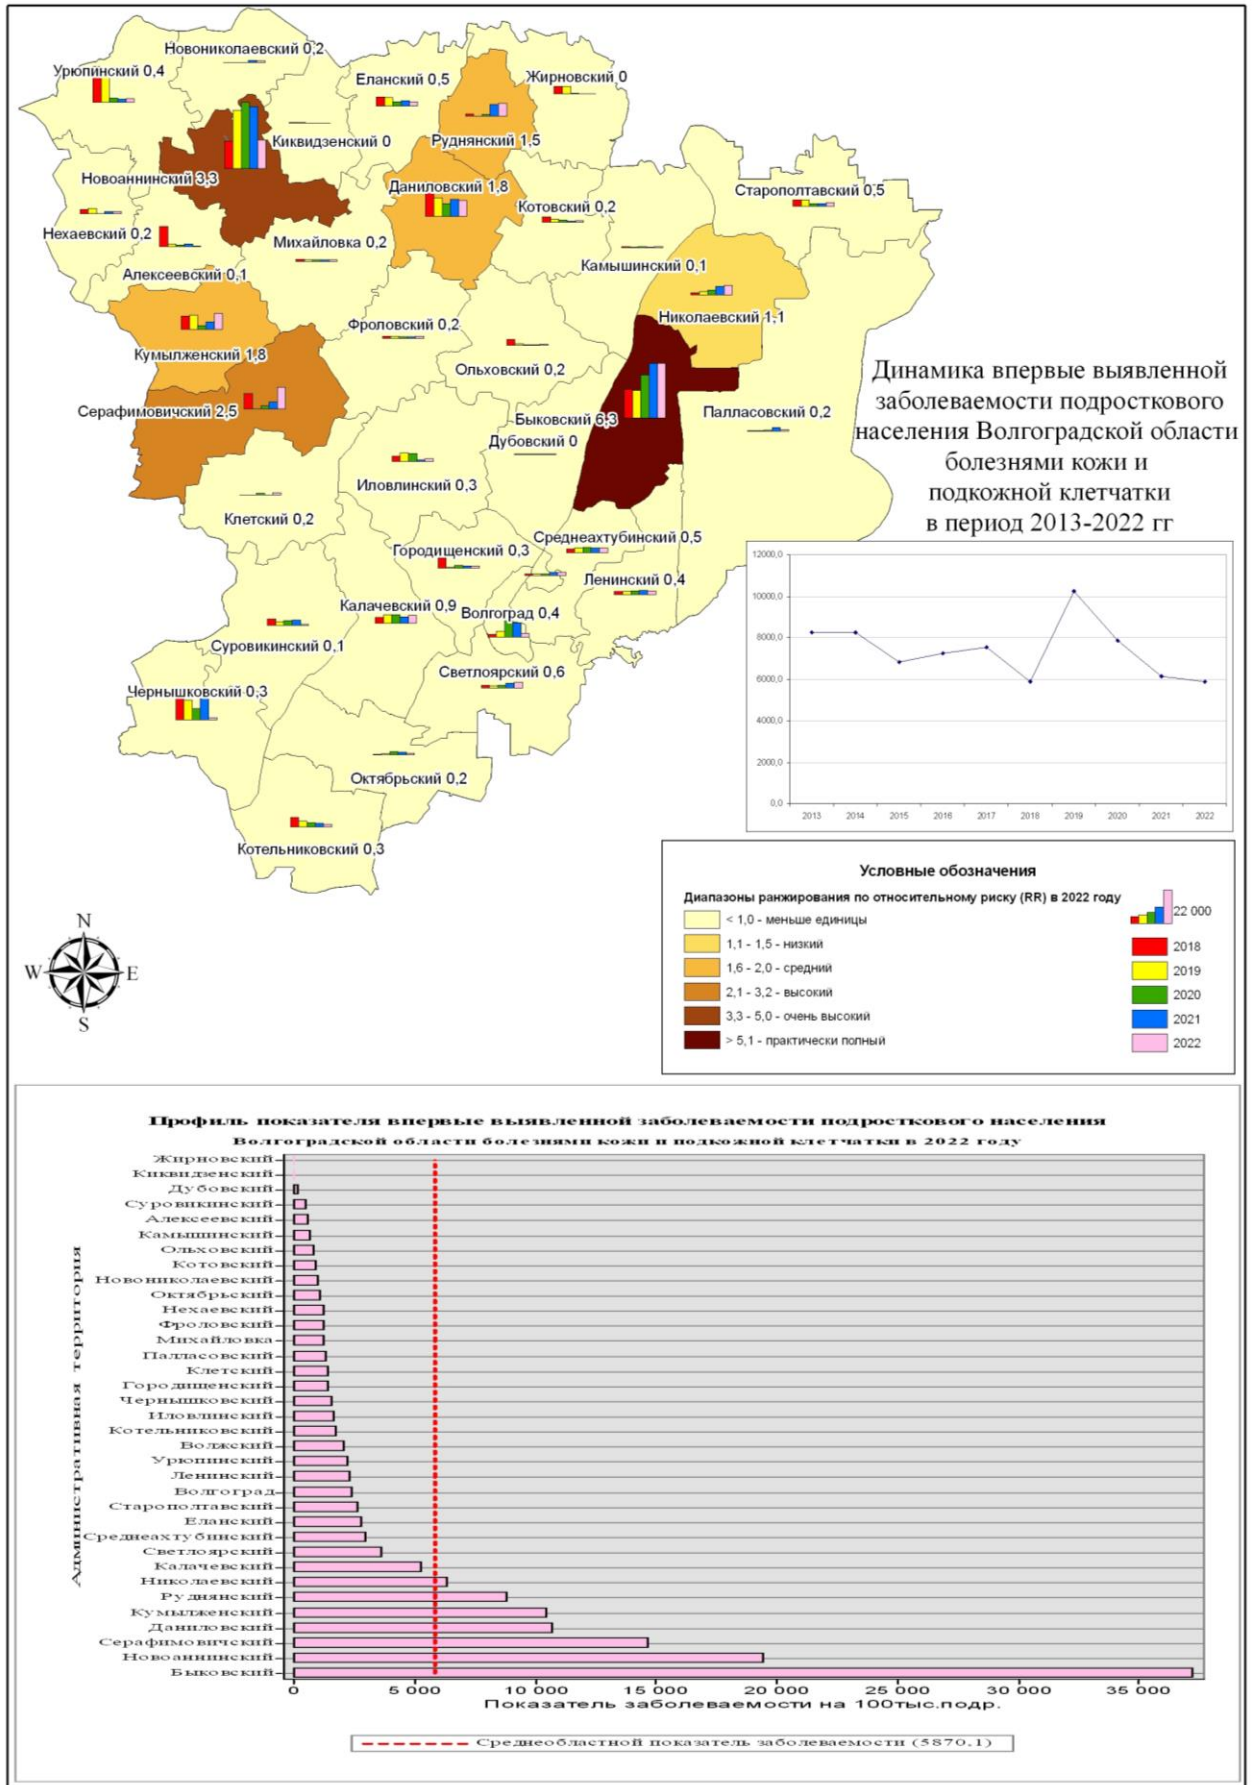 Новониколаевский 0,2
Урюпинский 0,4
Еланский 0,5
Жирновский 0
Киквидзенский 0
Руднянский 1,5
Новоаннинский 3,3
Даниловский 1,8
Старополтавский 0,5
Котовский 0,2
Нехаевский 0,2
Михайловка 0,2
Камышинский 0,1
Алексеевский 0,1
Николаевский 1,1
Фроловский 0,2
Кумылженский 1,8
Ольховский 0,2
Серафимовичский 2,5
Быковский 6,3
Палласовский 0,2
Дубовский 0
Иловлинский 0,3
Клетский 0,2
Среднеахтубинский 0,5
Городищенский 0,3
Ленинский 0,4
Калачевский 0,9
Волгоград 0,4
Суровикинский 0,1
Светлоярский 0,6
Чернышковский 0,3
Октябрьский 0,2
Котельниковский 0,3
Динамика впервые выявленной
заболеваемости подросткового
населения Волгоградской области
болезнями кожи и
подкожной клетчатки
в период 2013-2022 гг
12000,0
10000,0
8000,0
6000,0
4000,0
2000,0
0,0
2013 2014 2015 2016 2017 2018 2019 2020 2021 2022
Условные обозначения
Диапазоны ранжирования по относительному риску (RR) в 2022 году
< 1,0 - меньше единицы
1,1 - 1,5 - низкий
1,6 - 2,0 - средний
2,1 - 3,2 - высокий
3,3 - 5,0 - очень высокий
> 5,1 - практически полный
22 000
2018
2019
2020
2021
2022
N
W E
S
Профиль показателя впервые выявленной заболеваемости подросткового населения
Волгоградской области болезнями кожи и подкожной клетчатки в 2022 году
Административная территория
Жирновский
Киквидзенский
Дубовский
Суровикинский
Алексеевский
Камышинский
Ольховский
Котовский
Новониколаевский
Октябрьский
Нехаевский
Фроловский
Михайловка
Палласовский
Клетский
Городищенский
Чернышковский
Иловлинский
Котельниковский
Волжский
Урюпинский
Ленинский
Волгоград
Старополтавский
Еланский
Среднеахтубинский
Светлоярский
Калачевский
Николаевский
Руднянский
Кумылженский
Даниловский
Серафимовичский
Новоаннинский
Быковский
0 5 000 10 000 15 000 20 000 25 000 30 000 35 000
Показатель заболеваемости на 100тыс.подр.
Среднеобластной показатель заболеваемости (5870,1)